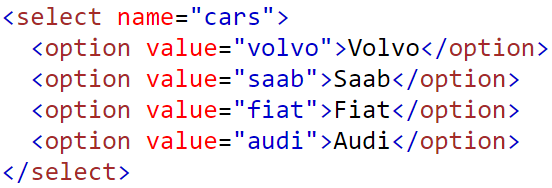 <select name="cars">
  <option value="volvo">Volvo</option>
  <option value="saab">Saab</option>
  <option value="fiat">Fiat</option>
  <option value="audi">Audi</option>
</select>